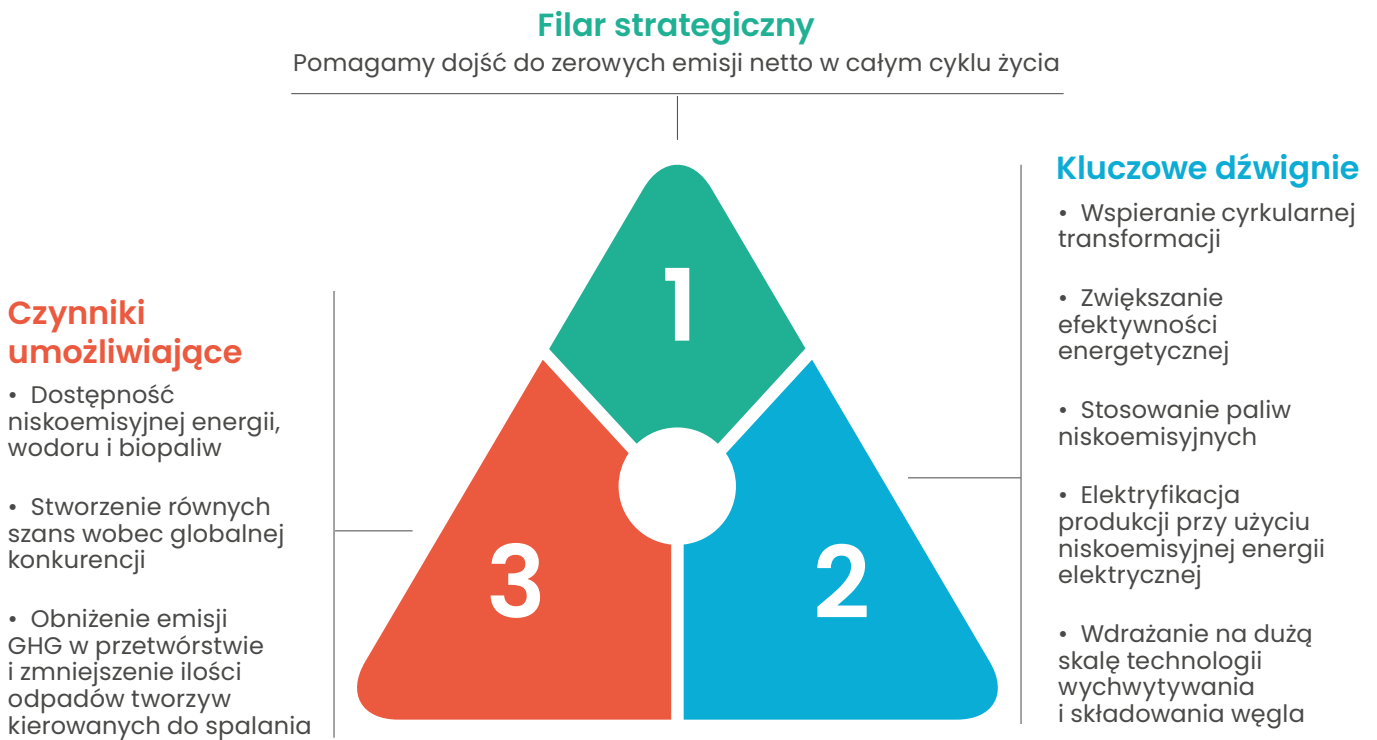 Filar strategiczny
Pomagamy dojść do zerowych emisji netto w całym cyklu życia
1
Kluczowe dźwignie
• Wspieranie cyrkularnej
transformacji
• Zwiększanie
efektywności
energetycznej
• Stosowanie paliw
niskoemisyjnych
• Elektryfikacja
produkcji przy użyciu
niskoemisyjnej energii
elektrycznej
• Wdrażanie na dużą
skalę technologii
wychwytywania
i składowania węgla
2
Czynniki
umożliwiające
• Dostępność
niskoemisyjnej energii,
wodoru i biopaliw
• Stworzenie równych
szans wobec globalnej
konkurencji
• Obniżenie emisji
GHG w przetwórstwie
i zmniejszenie ilości
odpadów tworzyw
kierowanych do spalania
3